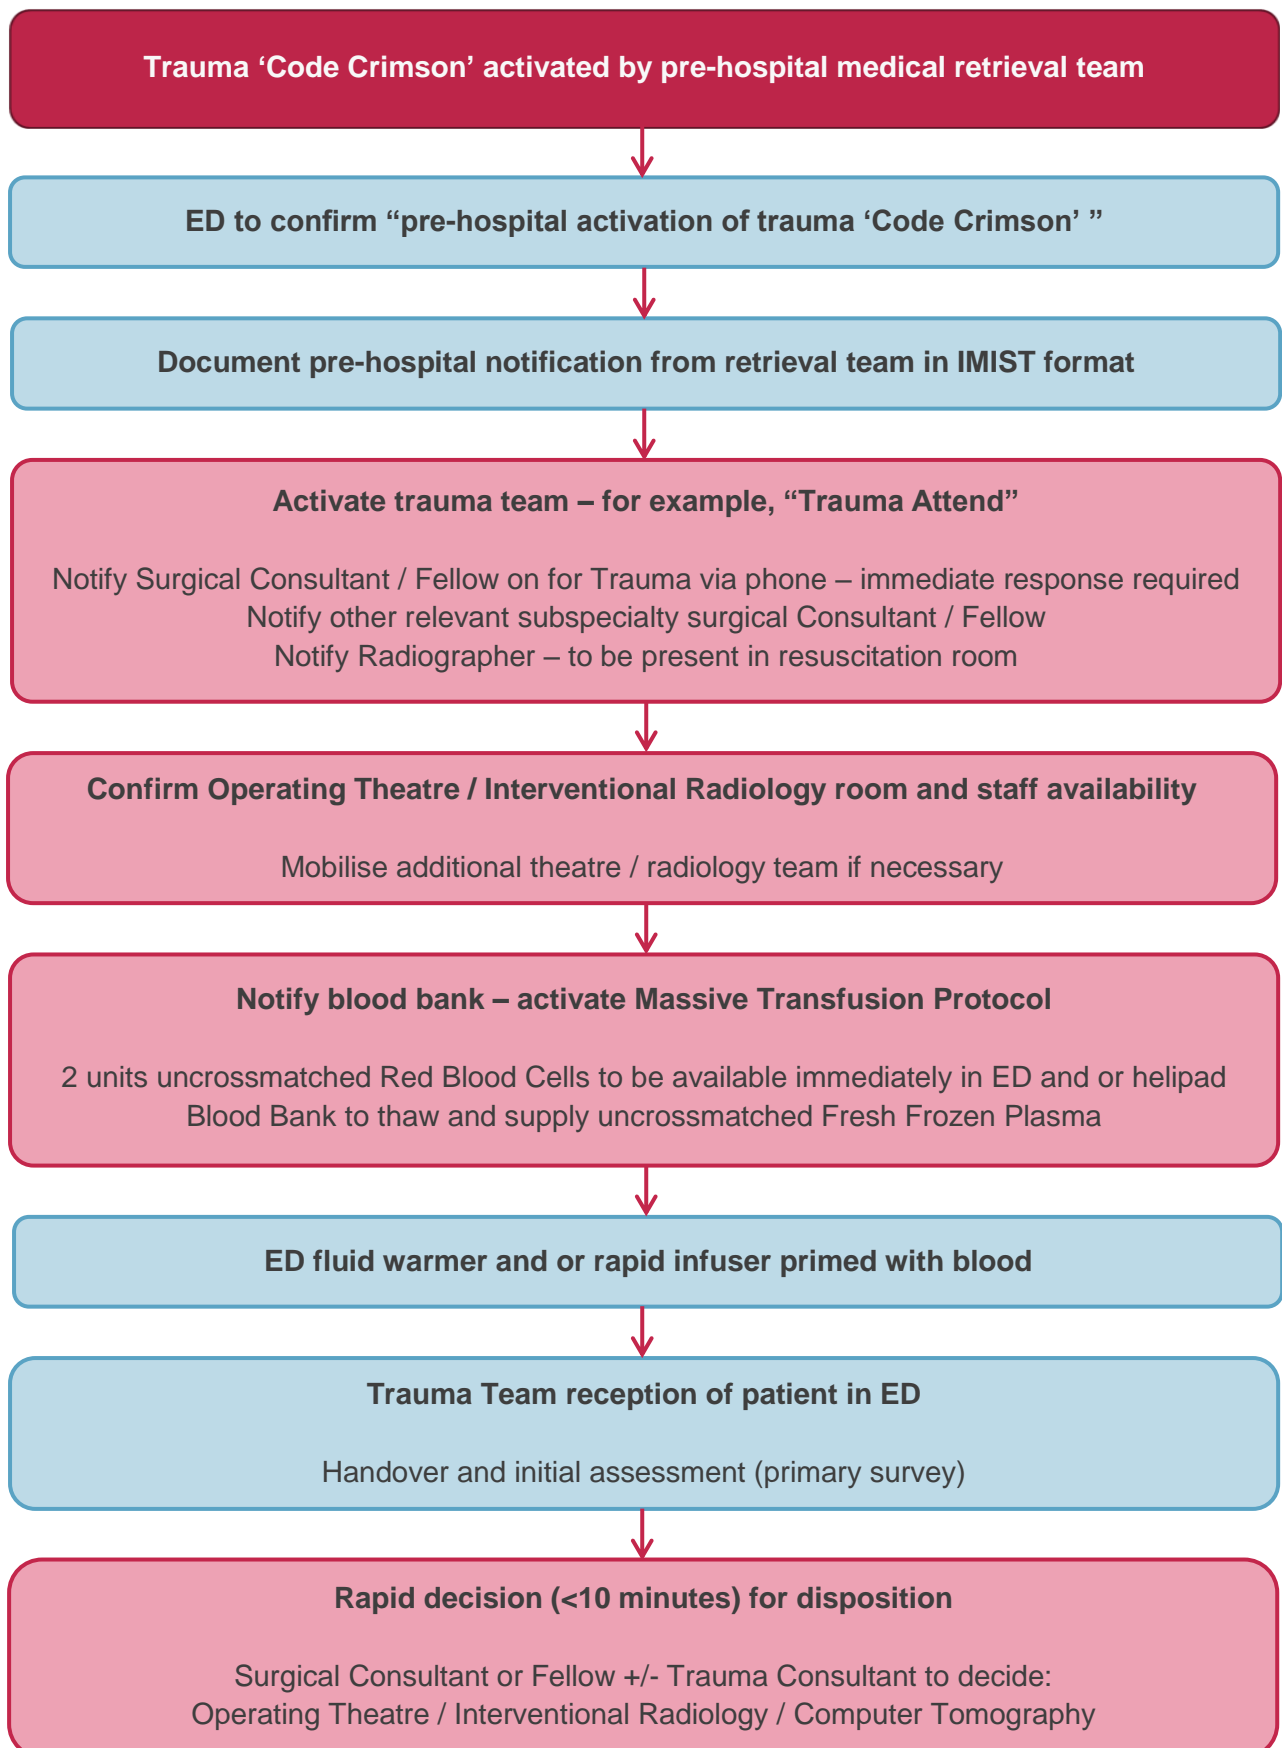 Trauma ‘Code Crimson’ activated by pre-hospital medical retrieval team
ED to confirm “pre-hospital activation of trauma ‘Code Crimson’ ”
Document pre-hospital notification from retrieval team in IMIST format
Activate trauma team – for example, “Trauma Attend”
Notify Surgical Consultant / Fellow on for Trauma via phone – immediate response required
Notify other relevant subspecialty surgical Consultant / Fellow
Notify Radiographer – to be present in resuscitation room
Confirm Operating Theatre / Interventional Radiology room and staff availability
Mobilise additional theatre / radiology team if necessary
Notify blood bank – activate Massive Transfusion Protocol
2 units uncrossmatched Red Blood Cells to be available immediately in ED and or helipad
Blood Bank to thaw and supply uncrossmatched Fresh Frozen Plasma
ED fluid warmer and or rapid infuser primed with blood
Trauma Team reception of patient in ED
Handover and initial assessment (primary survey)
Rapid decision (<10 minutes) for disposition
Surgical Consultant or Fellow +/- Trauma Consultant to decide:
Operating Theatre / Interventional Radiology / Computer Tomography